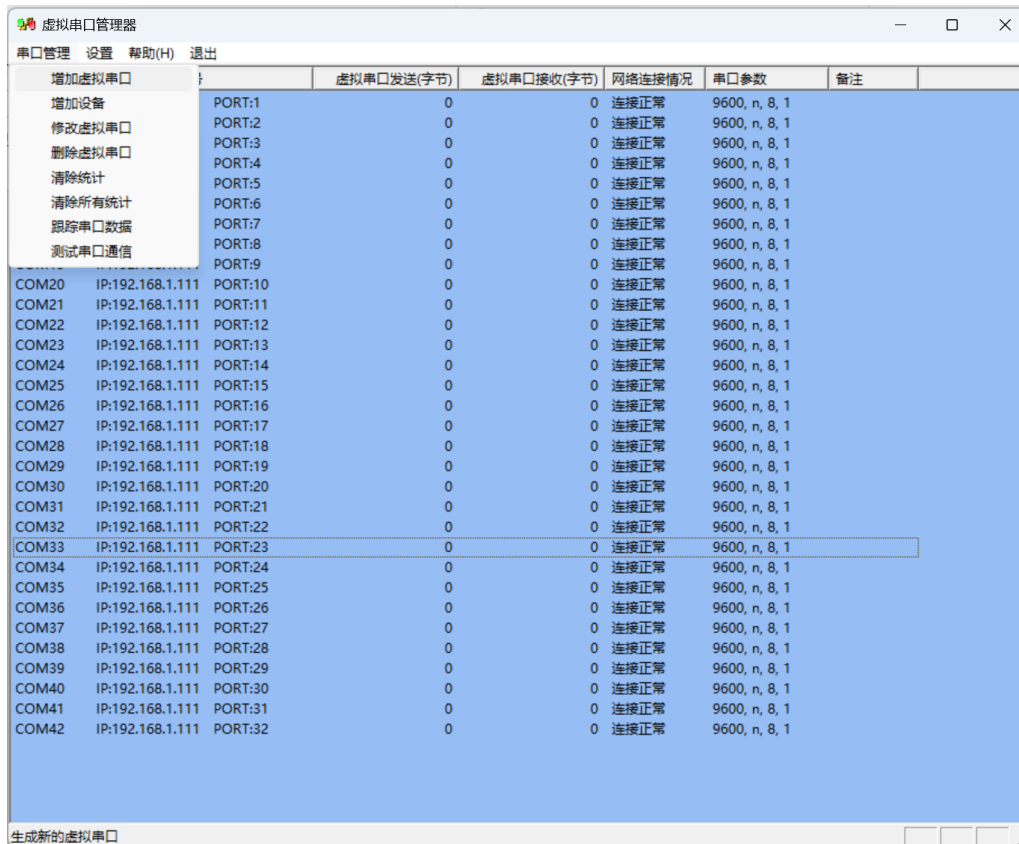 虚拟串口管理器
串口管理 设置 帮助(H) 退出
虚拟串口发送(字节) 虚拟串口接收(字节) 网络连接情况 串口参数 备注
增加虚拟串口
增加设备
修改虚拟串口
删除虚拟串口
清除统计
清除所有统计
跟踪串口数据
测试串口通信
PORT:1 0 0 连接正常 9600, n, 8, 1
PORT:2 0 0 连接正常 9600, n, 8, 1
PORT:3 0 0 连接正常 9600, n, 8, 1
PORT:4 0 0 连接正常 9600, n, 8, 1
PORT:5 0 0 连接正常 9600, n, 8, 1
PORT:6 0 0 连接正常 9600, n, 8, 1
PORT:7 0 0 连接正常 9600, n, 8, 1
PORT:8 0 0 连接正常 9600, n, 8, 1
PORT:9 0 0 连接正常 9600, n, 8, 1
COM20 IP:192.168.1.111 PORT:10 0 0 连接正常 9600, n, 8, 1
COM21 IP:192.168.1.111 PORT:11 0 0 连接正常 9600, n, 8, 1
COM22 IP:192.168.1.111 PORT:12 0 0 连接正常 9600, n, 8, 1
COM23 IP:192.168.1.111 PORT:13 0 0 连接正常 9600, n, 8, 1
COM24 IP:192.168.1.111 PORT:14 0 0 连接正常 9600, n, 8, 1
COM25 IP:192.168.1.111 PORT:15 0 0 连接正常 9600, n, 8, 1
COM26 IP:192.168.1.111 PORT:16 0 0 连接正常 9600, n, 8, 1
COM27 IP:192.168.1.111 PORT:17 0 0 连接正常 9600, n, 8, 1
COM28 IP:192.168.1.111 PORT:18 0 0 连接正常 9600, n, 8, 1
COM29 IP:192.168.1.111 PORT:19 0 0 连接正常 9600, n, 8, 1
COM30 IP:192.168.1.111 PORT:20 0 0 连接正常 9600, n, 8, 1
COM31 IP:192.168.1.111 PORT:21 0 0 连接正常 9600, n, 8, 1
COM32 IP:192.168.1.111 PORT:22 0 0 连接正常 9600, n, 8, 1
COM33 IP:192.168.1.111 PORT:23 0 0 连接正常 9600, n, 8, 1
COM34 IP:192.168.1.111 PORT:24 0 0 连接正常 9600, n, 8, 1
COM35 IP:192.168.1.111 PORT:25 0 0 连接正常 9600, n, 8, 1
COM36 IP:192.168.1.111 PORT:26 0 0 连接正常 9600, n, 8, 1
COM37 IP:192.168.1.111 PORT:27 0 0 连接正常 9600, n, 8, 1
COM38 IP:192.168.1.111 PORT:28 0 0 连接正常 9600, n, 8, 1
COM39 IP:192.168.1.111 PORT:29 0 0 连接正常 9600, n, 8, 1
COM40 IP:192.168.1.111 PORT:30 0 0 连接正常 9600, n, 8, 1
COM41 IP:192.168.1.111 PORT:31 0 0 连接正常 9600, n, 8, 1
COM42 IP:192.168.1.111 PORT:32 0 0 连接正常 9600, n, 8, 1
生成新的虚拟串口